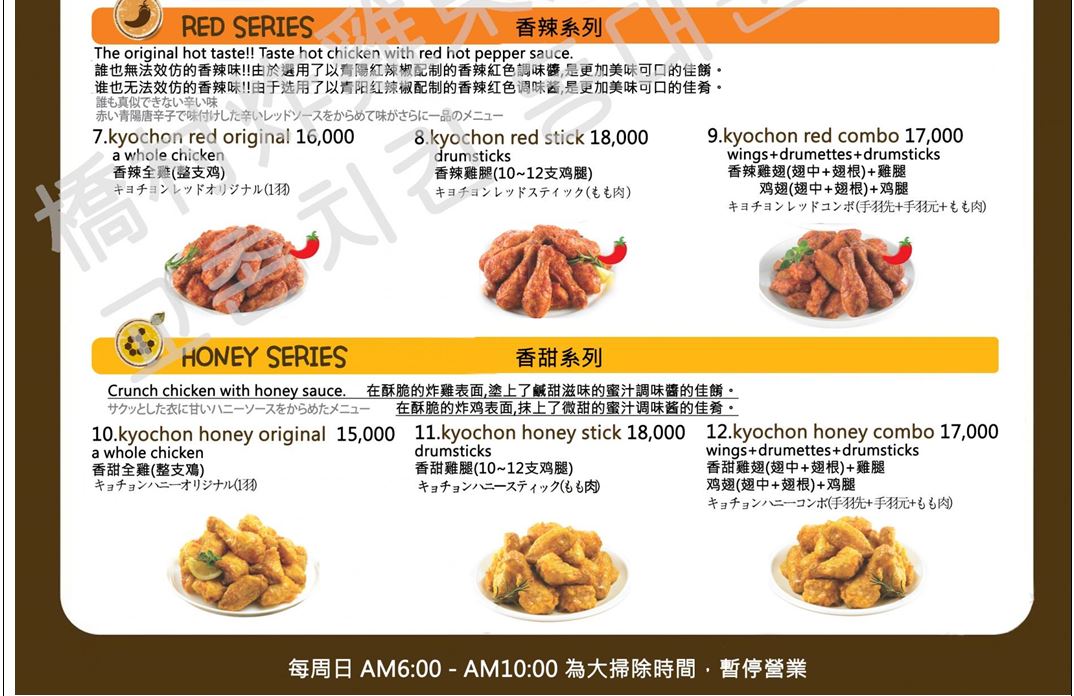 RED SERIES 香辣系列
The original hot taste!! Taste hot chicken with red hot pepper sauce.
誰也無法效仿的香辣味!!由於選用了以青陽紅辣椒配制的香辣紅色調味醬,是更加美味可口的佳餚。
谁也无法效仿的香辣味!!由于选用了以青阳红辣椒配制的香辣红色调味酱,是更加美味可口的佳肴。
誰も真似できない辛い味
赤い青陽唐辛子で味付けした辛いレッドソースをからめて味がさらに一品のメニュー
7.kyochon red original 16,000
a whole chicken
香辣全雞(整支鸡)
キョチョンレッドオリジナル(1羽)
8.kyochon red stick 18,000
drumsticks
香辣雞腿(10~12支鸡腿)
キョチョンレッドスティック(もも肉)
9.kyochon red combo 17,000
wings+drumettes+drumsticks
香辣雞翅(翅中+翅根)+雞腿
鸡翅(翅中+翅根)+鸡腿
キョチョンレッドコンボ(手羽先+手羽元+もも肉)
HONEY SERIES 香甜系列
Crunch chicken with honey sauce. 在酥脆的炸雞表面,塗上了鹹甜滋味的蜜汁調味醬的佳餚。
サクッとした衣に甘いハニーソースをからめたメニュー 在酥脆的炸鸡表面,抹上了微甜的蜜汁调味酱的佳肴。
10.kyochon honey original 15,000
a whole chicken
香甜全雞(整支鳮)
キョチョンハニーオリジナル(1羽)
11.kyochon honey stick 18,000
drumsticks
香甜雞腿(10~12支鸡腿)
キョチョンハニースティック(もも肉)
12.kyochon honey combo 17,000
wings+drumettes+drumsticks
香甜雞翅(翅中+翅根)+雞腿
鸡翅(翅中+翅根)+鸡腿
キョチョンハニーコンボ(手羽先+手羽元+もも肉)
每周日 AM6:00 - AM10:00 為大掃除時間，暫停營業
橋村炸雞東
교촌치킨 동대문